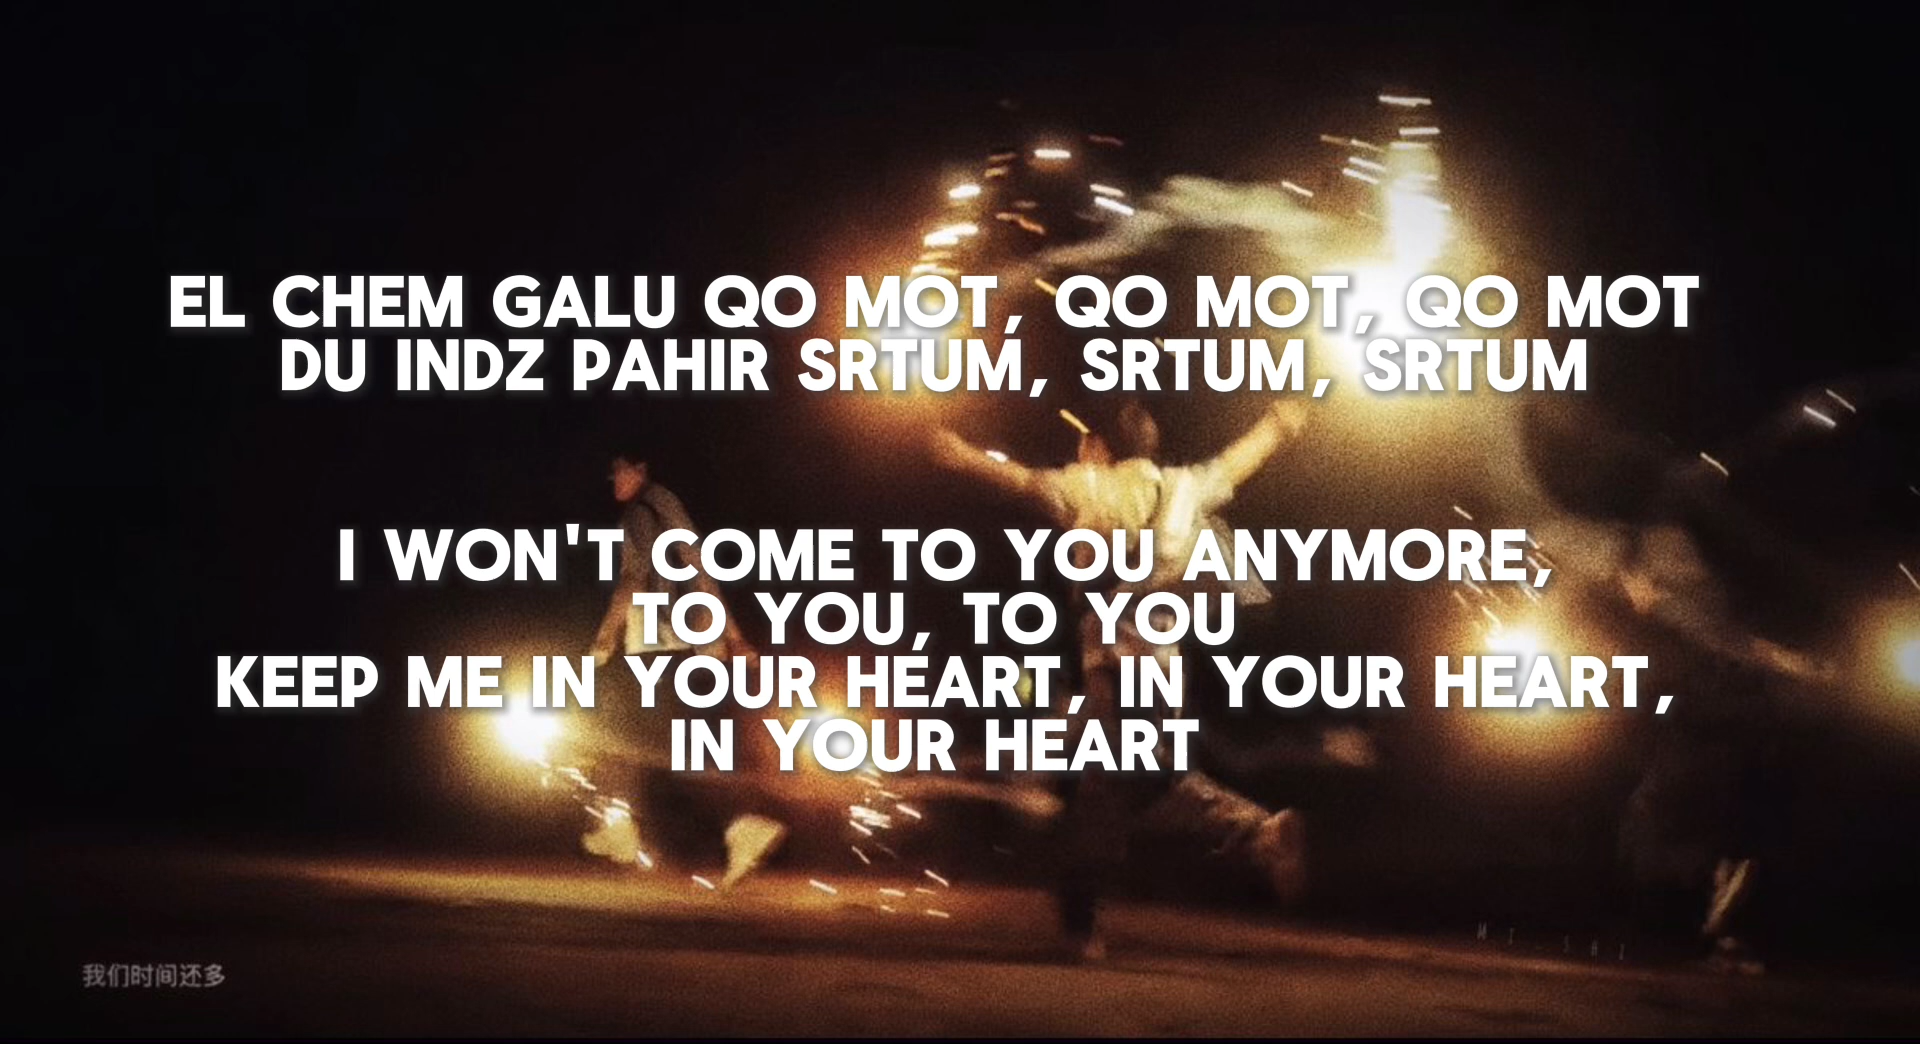 EL CHEM GALU QO MOT, QO MOT, QO MOT
DU INDZ PAHIR SRTUM, SRTUM, SRTUM
I WON'T COME TO YOU ANYMORE,
TO YOU, TO YOU
KEEP ME IN YOUR HEART, IN YOUR HEART,
IN YOUR HEART
我们时间还多